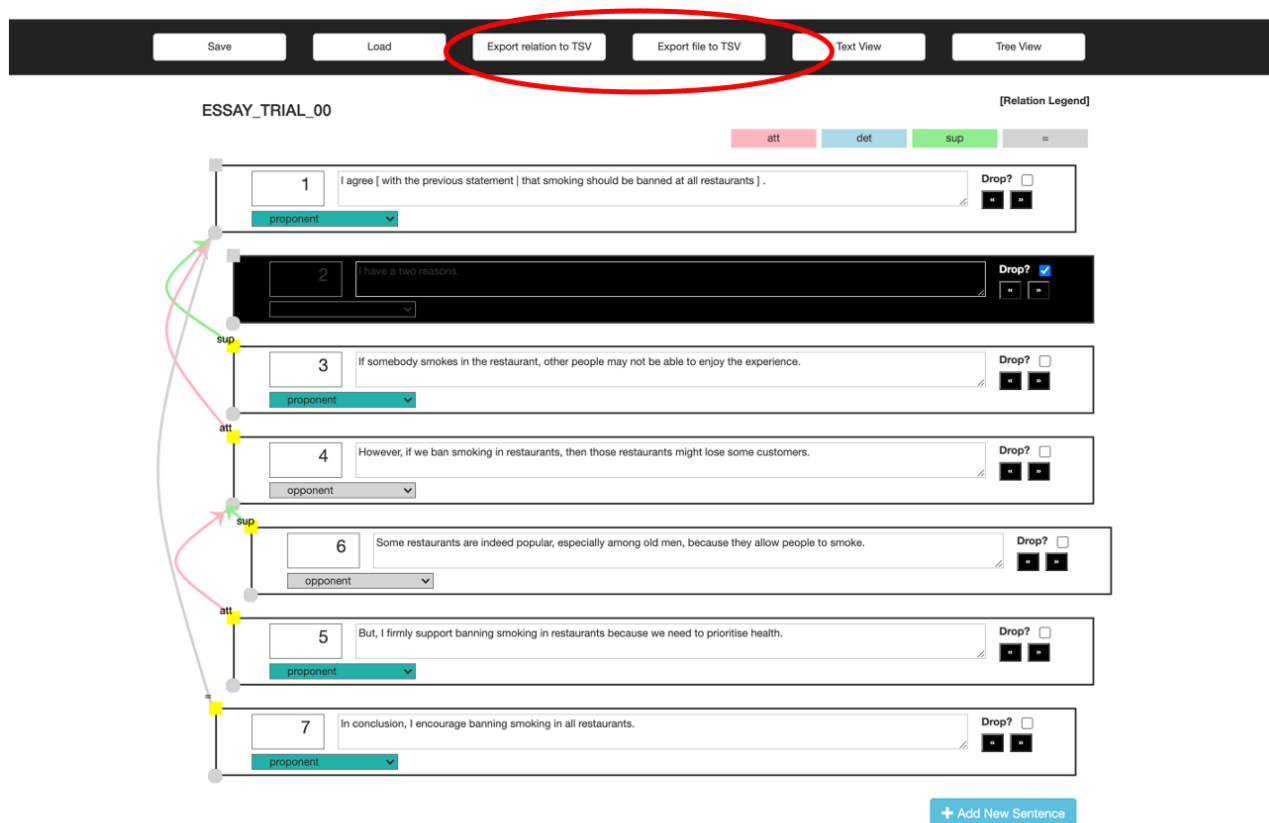 Save Load Export relation to TSV Export file to TSV Text View Tree View
ESSAY_TRIAL_00
[Relation Legend]
att det sup =
1 I agree [ with the previous statement | that smoking should be banned at all restaurants ] . Drop?
« »
proponent
2 I have a two reasons. Drop?
« »
sup
3 If somebody smokes in the restaurant, other people may not be able to enjoy the experience. Drop?
« »
proponent
att
4 However, if we ban smoking in restaurants, then those restaurants might lose some customers. Drop?
« »
opponent
sup
6 Some restaurants are indeed popular, especially among old men, because they allow people to smoke. Drop?
« »
opponent
att
5 But, I firmly support banning smoking in restaurants because we need to prioritise health. Drop?
« »
proponent
=
7 In conclusion, I encourage banning smoking in all restaurants. Drop?
« »
proponent
+ Add New Sentence